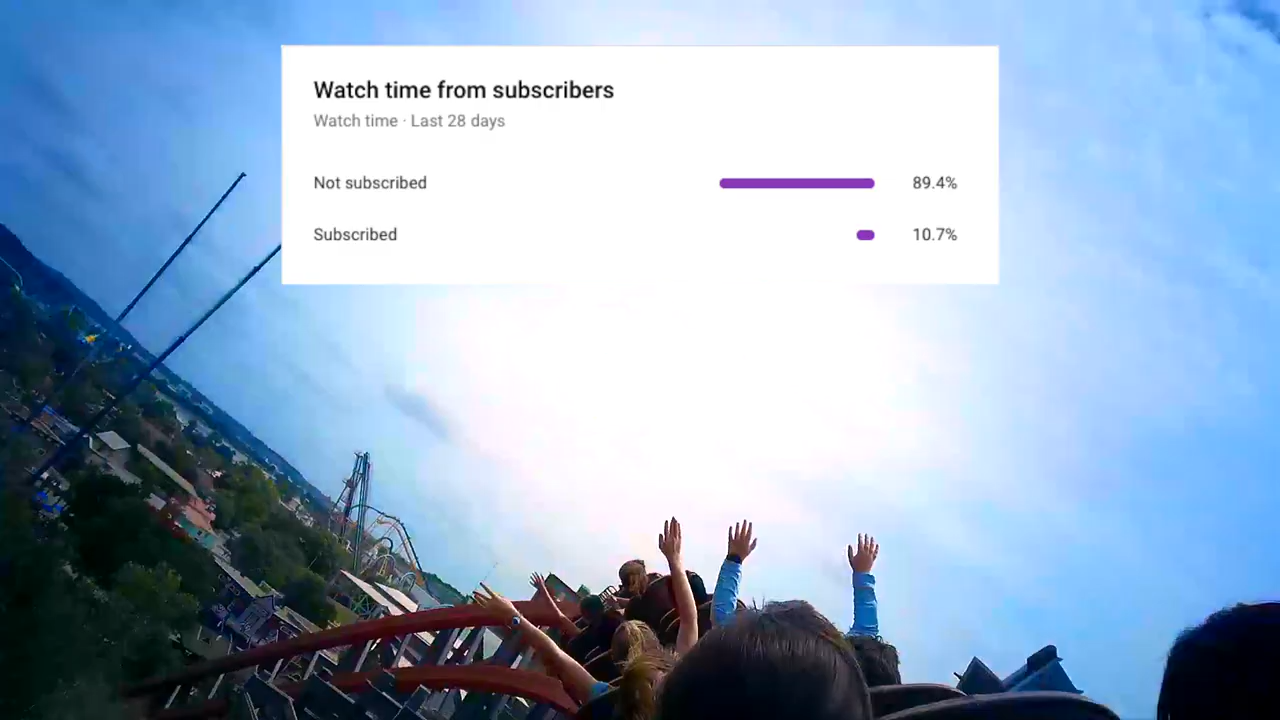 Watch time from subscribers
Watch time · Last 28 days
Not subscribed 89.4%
Subscribed 10.7%